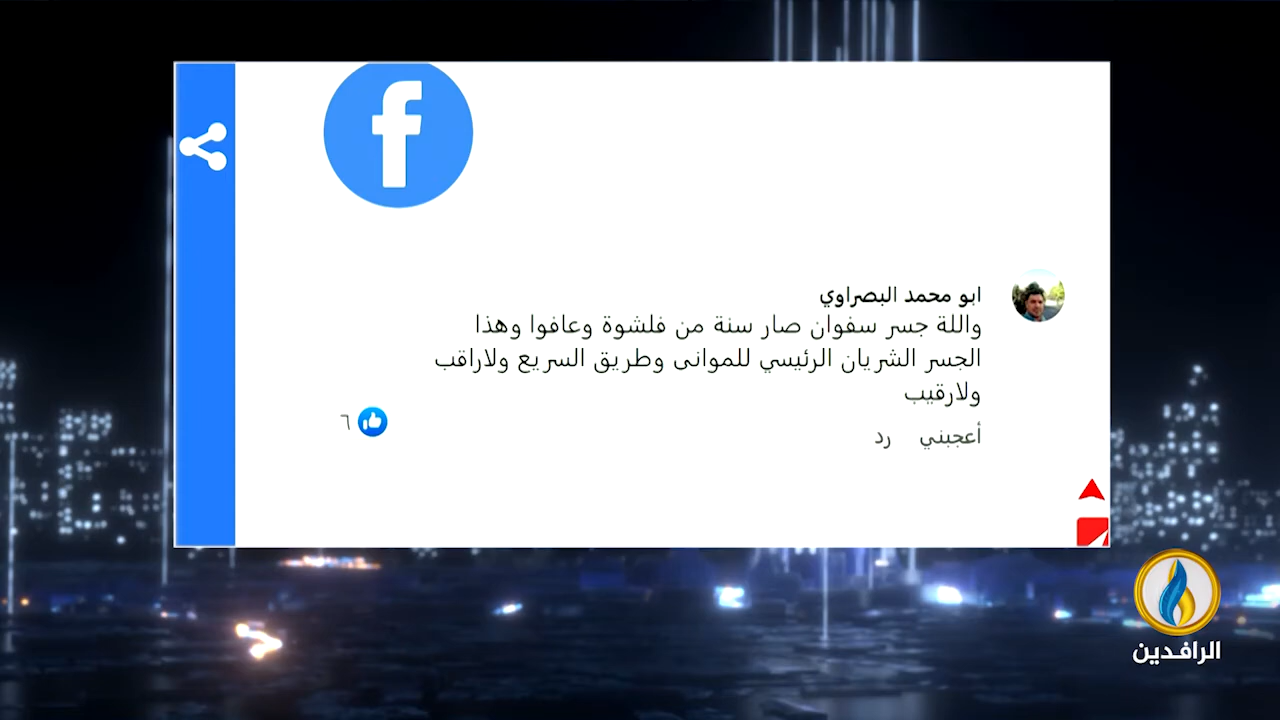 ابو محمد البصراوي
واللة جسر سفوان صار سنة من فلشوة وعافوا وهذا
الجسر الشريان الرئيسي للموانى وطريق السريع ولاراقب
ولارقيب
أعجبني رد
٦
الرافدين